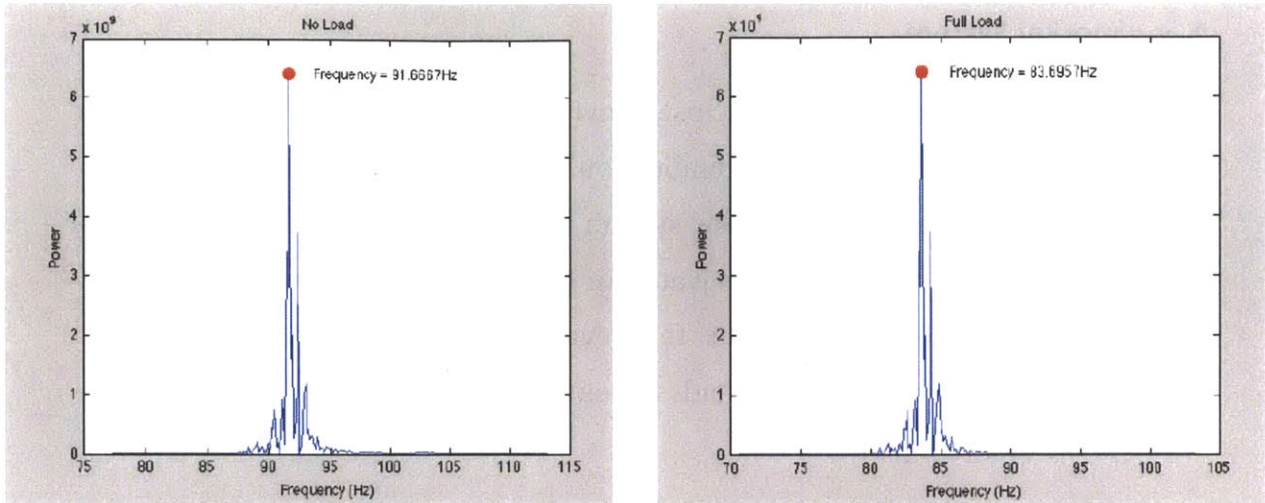 No Load
x 10^9
7
6
5
4
3
2
1
0
Power
Frequency = 91.6667Hz
75 80 85 90 95 100 105 110 115
Frequency (Hz)
Full Load
7
6
5
4
3
2
1
0
Power
Frequency = 83.6957Hz
70 75 80 85 90 95 100 105
Frequency (Hz)